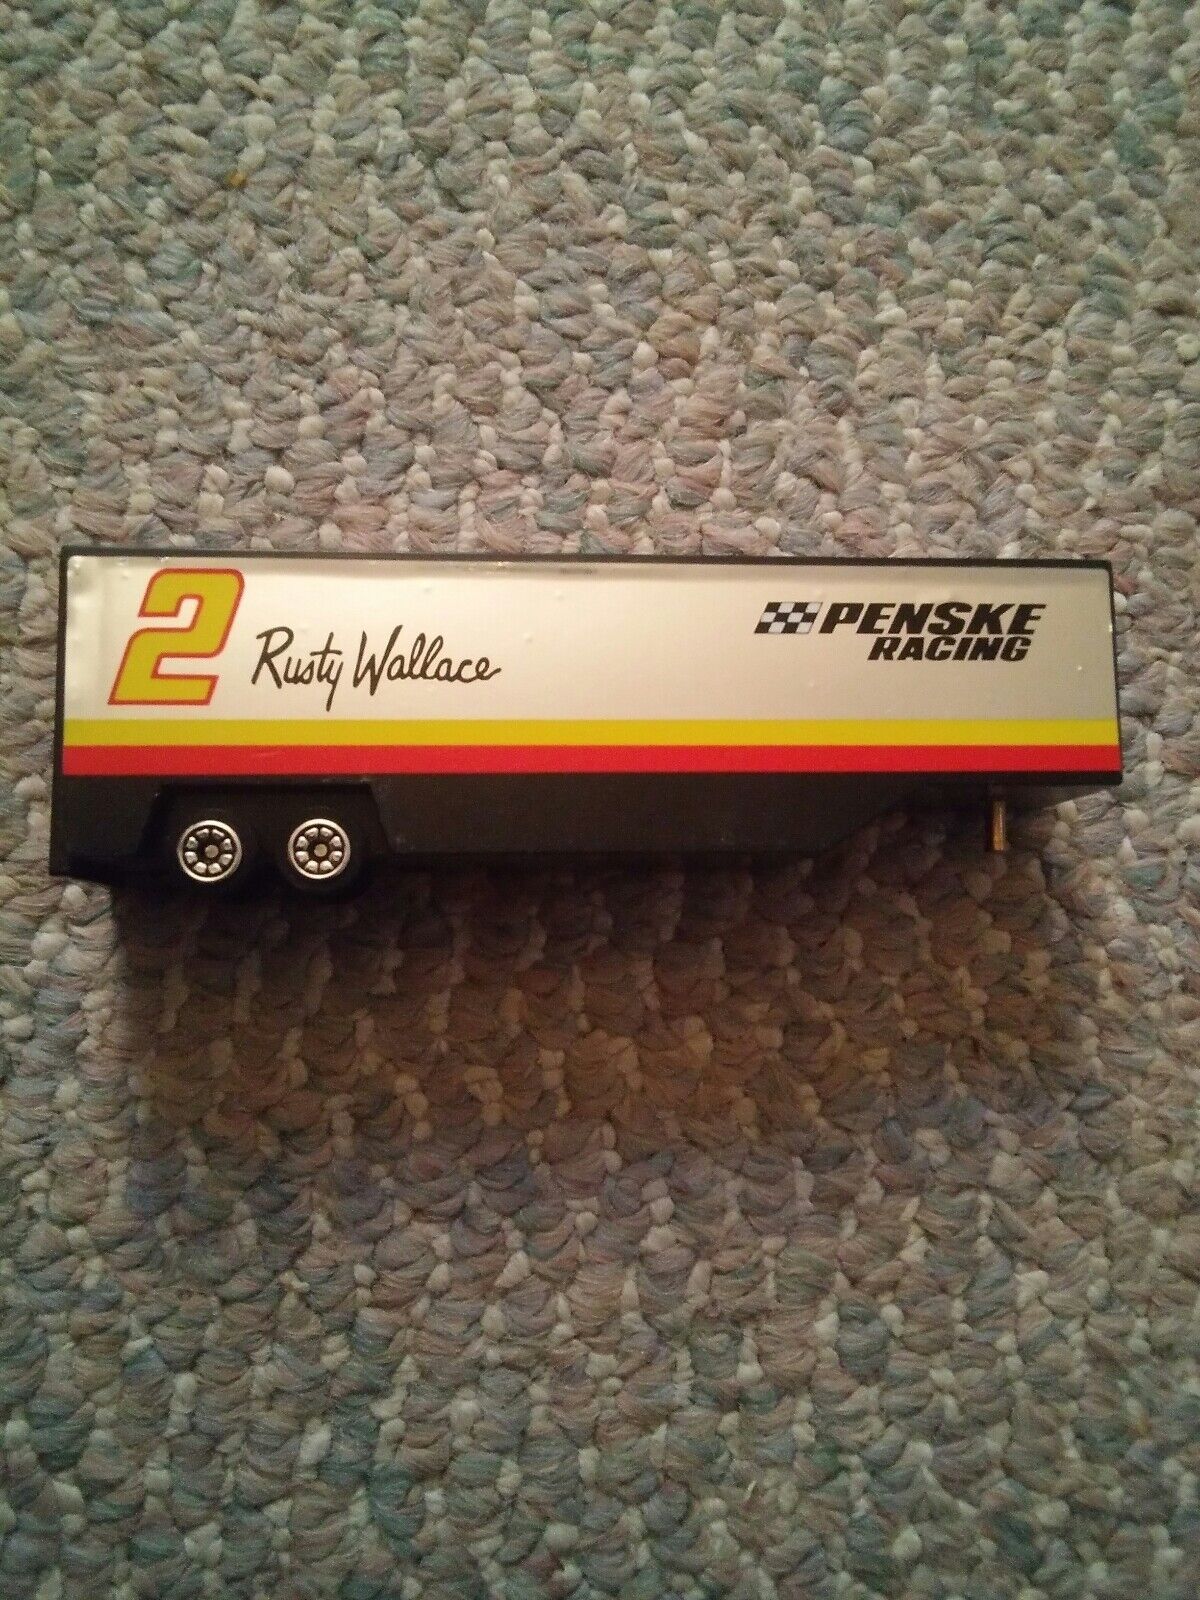 2
Rusty Wallace
PENSKE
RACING